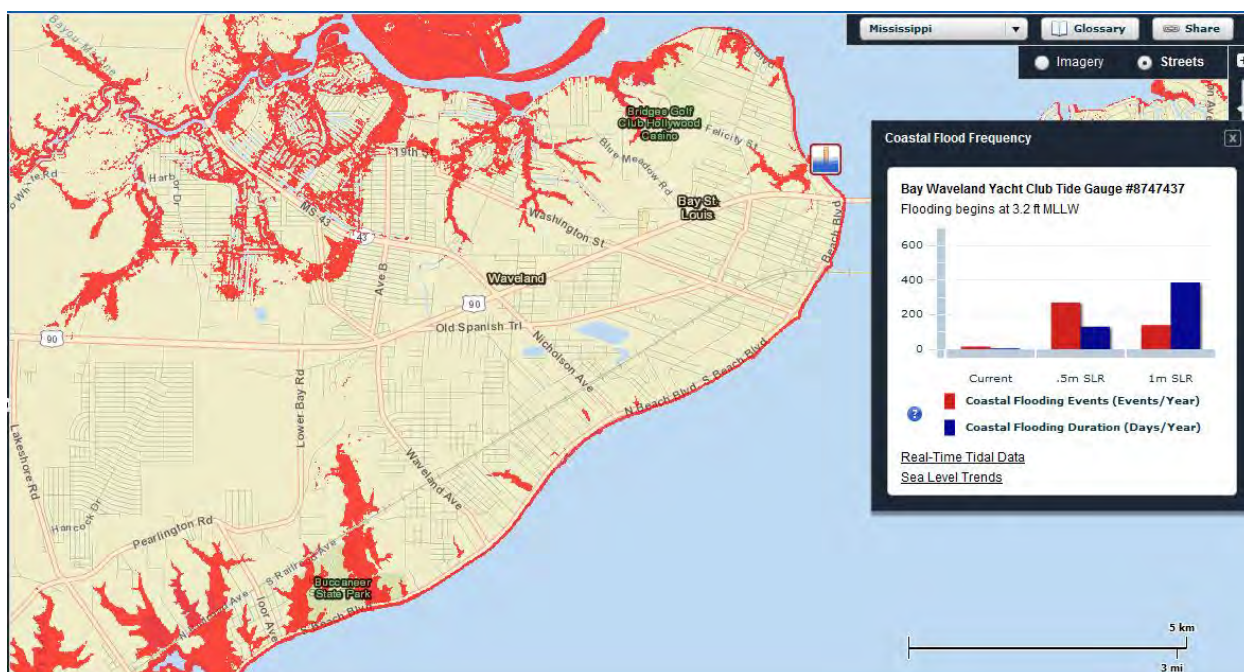 Mississippi
Glossary
Share
Imagery
Streets
Bridges Golf
Club Hollywood
Casino
Felicity St
Blue Meadow Rd
19th St
Harbor Dr
MS 43
43
Washington St
Bay St.
Louis
Beach Blvd
Ave B
Waveland
90
90
Old Spanish Trl
Nicholson Ave
N Beach Blvd
S Beach Blvd
Lower Bay Rd
Lakeshore Rd
Waveland Ave
Hancock Dr
Pearlington Rd
S Railroad Ave
Buccaneer
State Park
S Beach Blvd
Coastal Flood Frequency
X
Bay Waveland Yacht Club Tide Gauge #8747437
Flooding begins at 3.2 ft MLLW
600
400
200
0
Current
.5m SLR
1m SLR
?
Coastal Flooding Events (Events/Year)
Coastal Flooding Duration (Days/Year)
Real-Time Tidal Data
Sea Level Trends
5 km
3 mi